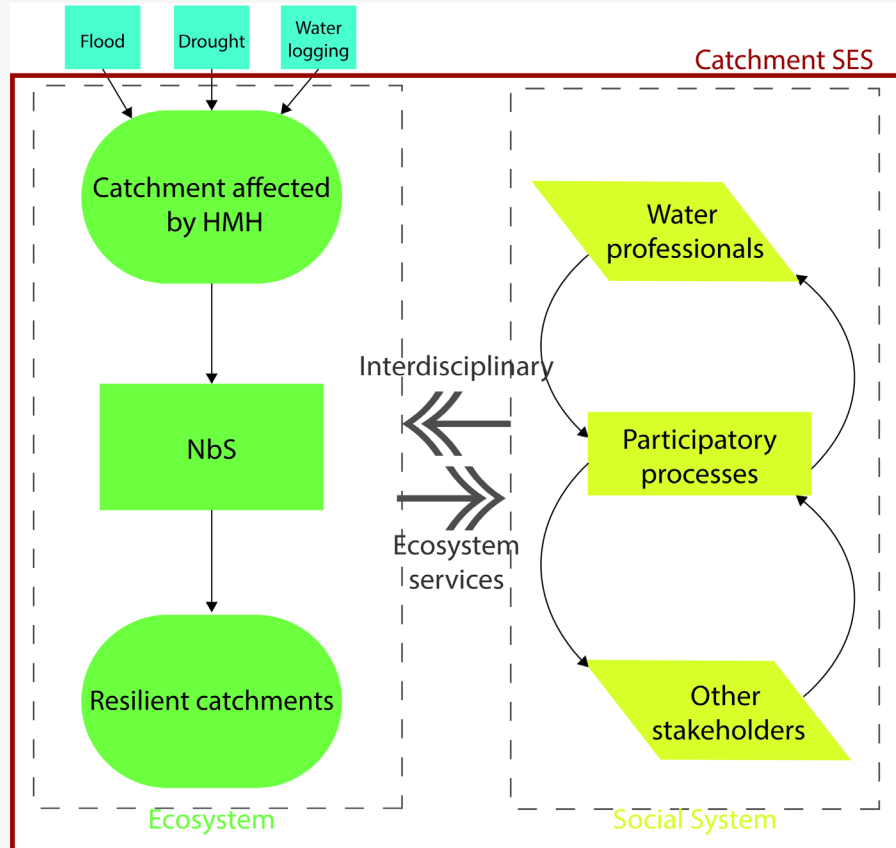 Flood
Drought
Water
logging
Catchment SES
Catchment affected
by HMH
Water
professionals
Interdisciplinary
NbS
Participatory
processes
Ecosystem
services
Resilient catchments
Other
stakeholders
Ecosystem
Social System